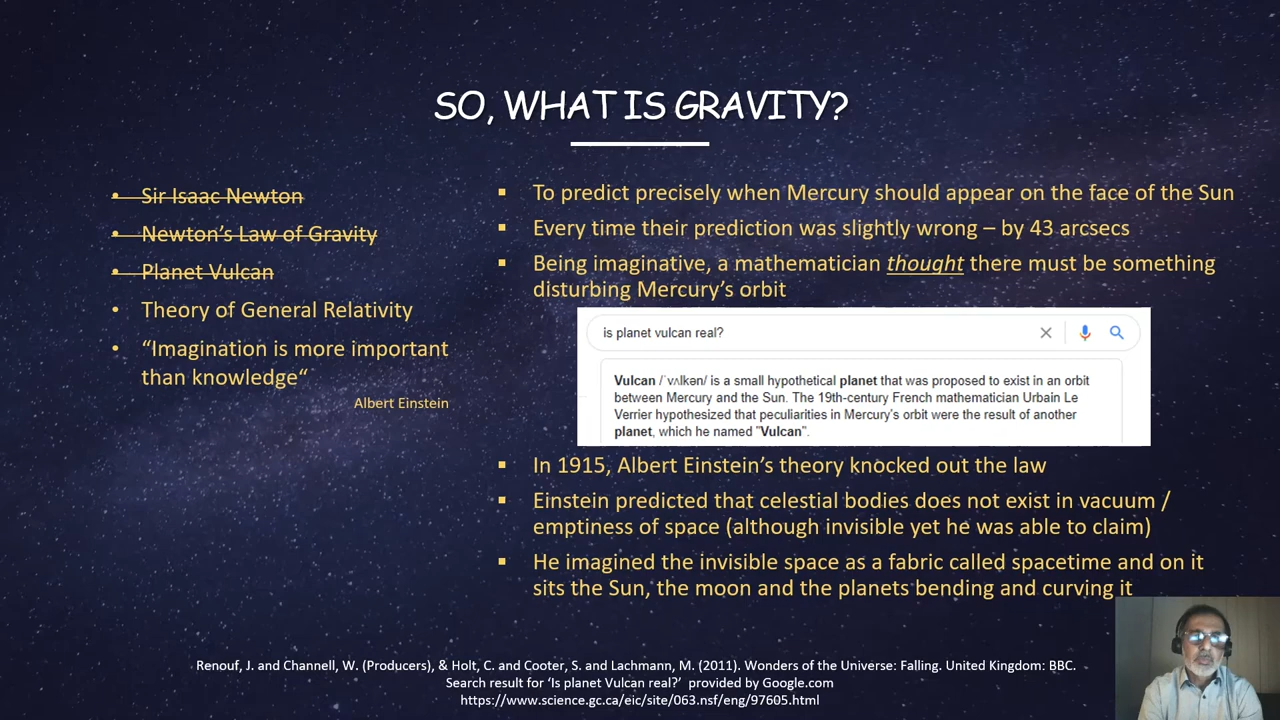 SO, WHAT IS GRAVITY?
• Sir Isaac Newton
• Newton’s Law of Gravity
• Planet Vulcan
• Theory of General Relativity
• “Imagination is more important
than knowledge“
Albert Einstein
▪ To predict precisely when Mercury should appear on the face of the Sun
▪ Every time their prediction was slightly wrong – by 43 arcsecs
▪ Being imaginative, a mathematician thought there must be something
disturbing Mercury’s orbit
is planet vulcan real?
Vulcan /ˈvʌlkən/ is a small hypothetical planet that was proposed to exist in an orbit
between Mercury and the Sun. The 19th-century French mathematician Urbain Le
Verrier hypothesized that peculiarities in Mercury's orbit were the result of another
planet, which he named "Vulcan".
▪ In 1915, Albert Einstein’s theory knocked out the law
▪ Einstein predicted that celestial bodies does not exist in vacuum /
emptiness of space (although invisible yet he was able to claim)
▪ He imagined the invisible space as a fabric called spacetime and on it
sits the Sun, the moon and the planets bending and curving it
Renouf, J. and Channell, W. (Producers), & Holt, C. and Cooter, S. and Lachmann, M. (2011). Wonders of the Universe: Falling. United Kingdom: BBC.
Search result for ‘Is planet Vulcan real?’ provided by Google.com
https://www.science.gc.ca/eic/site/063.nsf/eng/97605.html